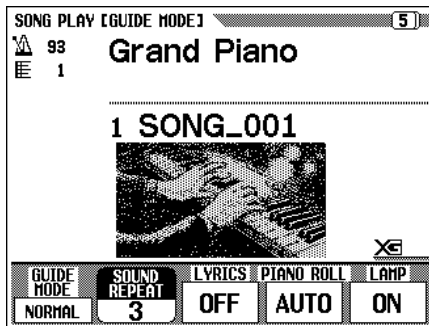 SONG PLAY [GUIDE MODE] 5
93
Grand Piano
1
1 SONG_001
XG
GUIDE MODE SOUND REPEAT LYRICS PIANO ROLL LAMP
NORMAL 3 OFF AUTO ON